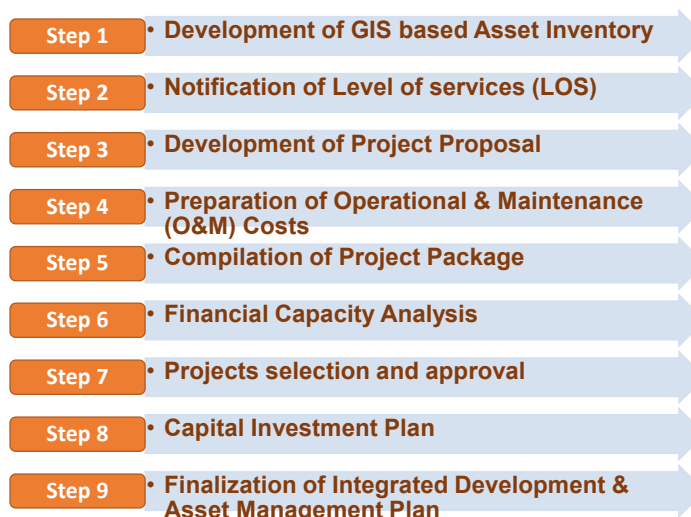 Step 1 • Development of GIS based Asset Inventory
Step 2 • Notification of Level of services (LOS)
Step 3 • Development of Project Proposal
Step 4 • Preparation of Operational & Maintenance
(O&M) Costs
Step 5 • Compilation of Project Package
Step 6 • Financial Capacity Analysis
Step 7 • Projects selection and approval
Step 8 • Capital Investment Plan
Step 9 • Finalization of Integrated Development &
Asset Management Plan